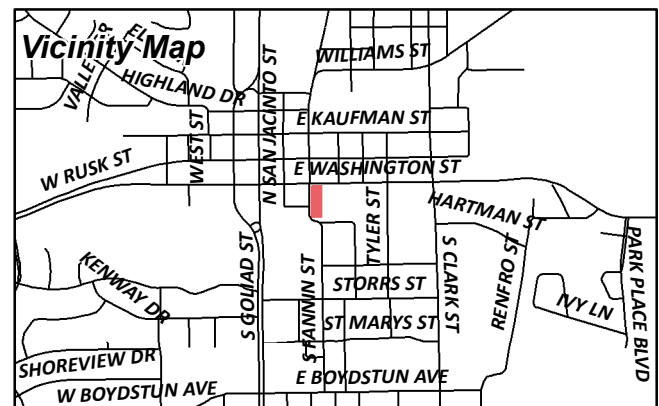 Vicinity Map
VALLEY DR
WILLIAMS ST
HIGHLAND DR
N SAN JACINTO ST
E KAUFMAN ST
WEST ST
W RUSK ST
E WASHINGTON ST
HARTMAN ST
TYLER ST
KENWAY DR
S GOLIAD ST
S FANNIN ST
STORRS ST
S CLARK ST
RENFRO ST
PARK PLACE BLVD
IVY LN
ST MARYS ST
SHOREVIEW DR
W BOYDSTUN AVE
E BOYDSTUN AVE